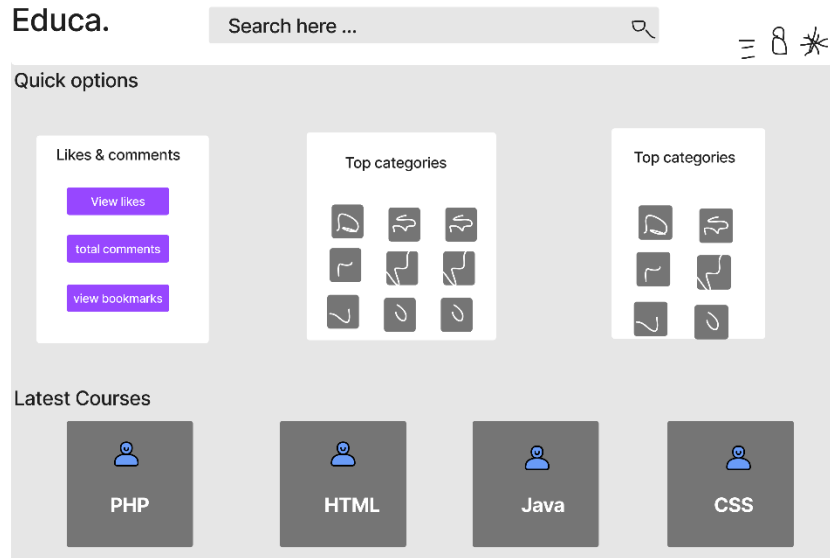 Educa.
Search here ...
Quick options
Likes & comments
View likes
total comments
view bookmarks
Top categories
Top categories
Latest Courses
PHP
HTML
Java
CSS